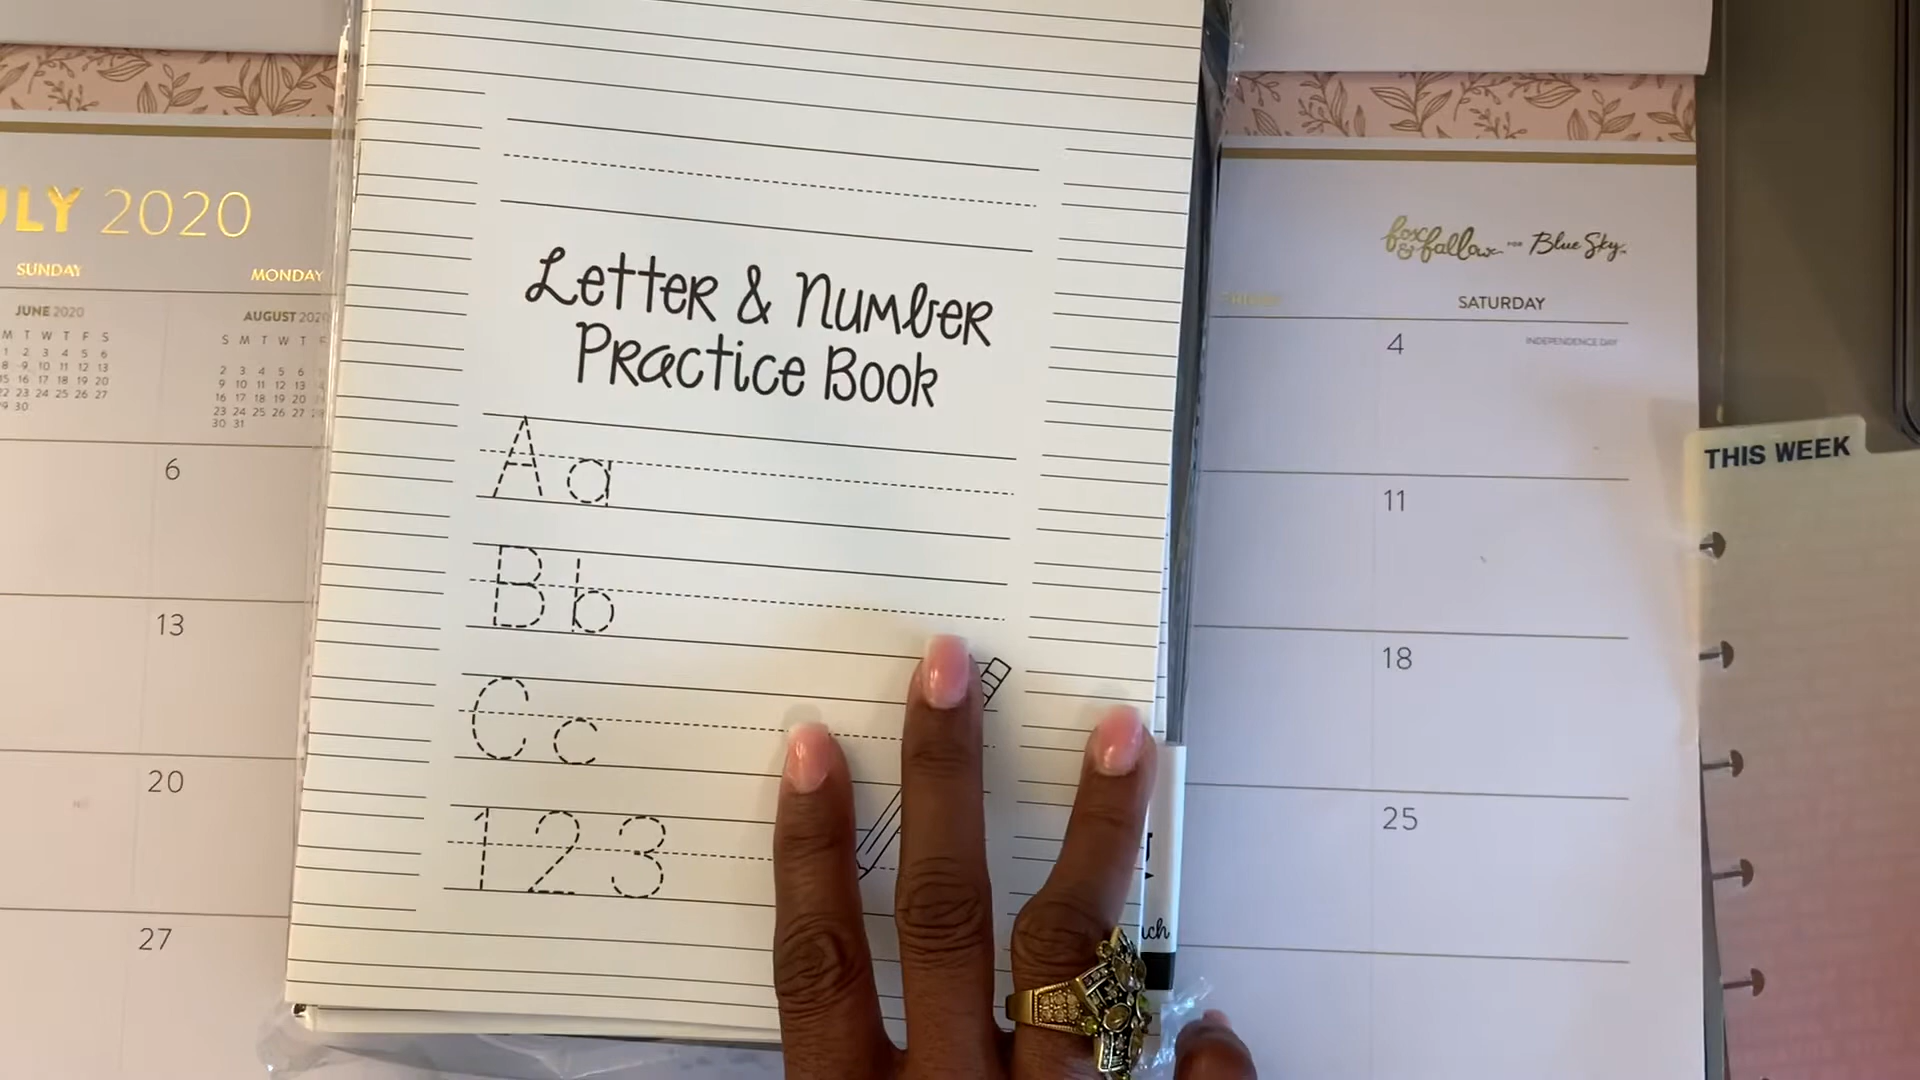 JULY 2020
SUNDAY
MONDAY
JUNE 2020
M T W T F S
1 2 3 4 5 6
8 9 10 11 12 13
15 16 17 18 19 20
22 23 24 25 26 27
29 30
AUGUST 2020
S M T W T F
2 3 4 5 6
9 10 11 12 13
16 17 18 19 20
23 24 25 26 27
30 31
6
13
20
27
Letter & Number
Practice Book
A a
B b
C c
1 2 3
fox & fallow FOR Blue Sky
FRIDAY
SATURDAY
4
INDEPENDENCE DAY
11
18
25
THIS WEEK